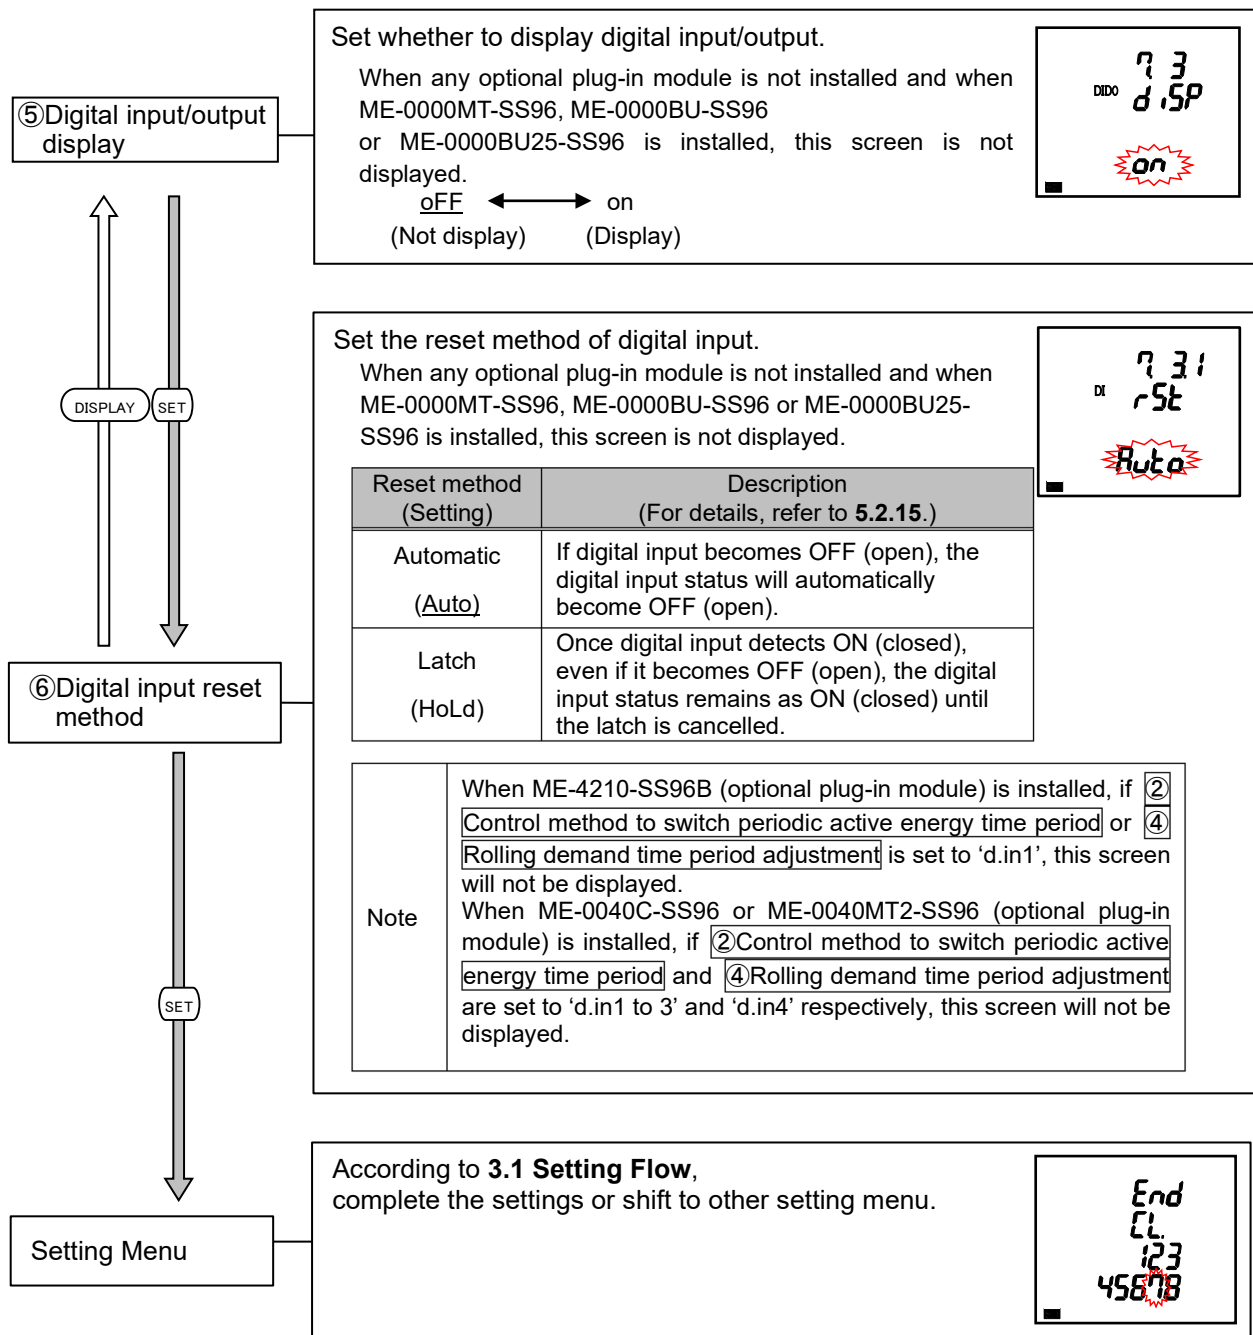 ⑤Digital input/output
display
Set whether to display digital input/output.
When any optional plug-in module is not installed and when
ME-0000MT-SS96, ME-0000BU-SS96
or ME-0000BU25-SS96 is installed, this screen is not
displayed.
oFF on
(Not display) (Display)
7. 3
DIDO diSP
on
DISPLAY
SET
⑥Digital input reset
method
Set the reset method of digital input.
When any optional plug-in module is not installed and when
ME-0000MT-SS96, ME-0000BU-SS96 or ME-0000BU25-
SS96 is installed, this screen is not displayed.
7. 3.1
DI rSt
Auto
Reset method
(Setting)
Description
(For details, refer to 5.2.15.)
Automatic
(Auto)
If digital input becomes OFF (open), the
digital input status will automatically
become OFF (open).
Latch
(HoLd)
Once digital input detects ON (closed),
even if it becomes OFF (open), the digital
input status remains as ON (closed) until
the latch is cancelled.
Note
When ME-4210-SS96B (optional plug-in module) is installed, if ②
Control method to switch periodic active energy time period or ④
Rolling demand time period adjustment is set to ‘d.in1’, this screen
will not be displayed.
When ME-0040C-SS96 or ME-0040MT2-SS96 (optional plug-in
module) is installed, if ②Control method to switch periodic active
energy time period and ④Rolling demand time period adjustment
are set to ‘d.in1 to 3’ and ‘d.in4’ respectively, this screen will not be
displayed.
SET
Setting Menu
According to 3.1 Setting Flow,
complete the settings or shift to other setting menu.
End
CL.
123
45678